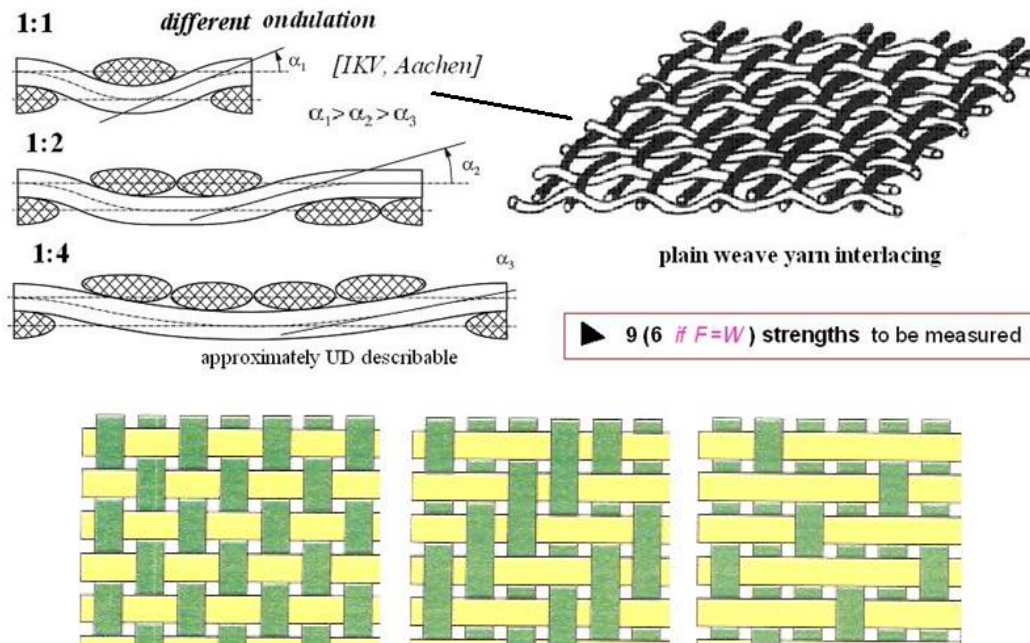 1:1
different ondulation
α1
[IKV, Aachen]
α1> α2> α3
1:2
α2
1:4
α3
approximately UD describable
plain weave yarn interlacing
► 9 (6 if F=W) strengths to be measured